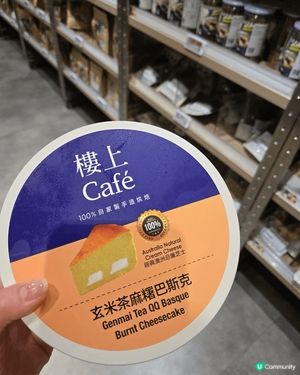 樓上
Café
100%自家製手造烘焙
100%
Australia Natural
Cream Cheese
玄米茶麻糬巴斯克
Genmai Tea QQ Basque
Burnt Cheesecake
U Community